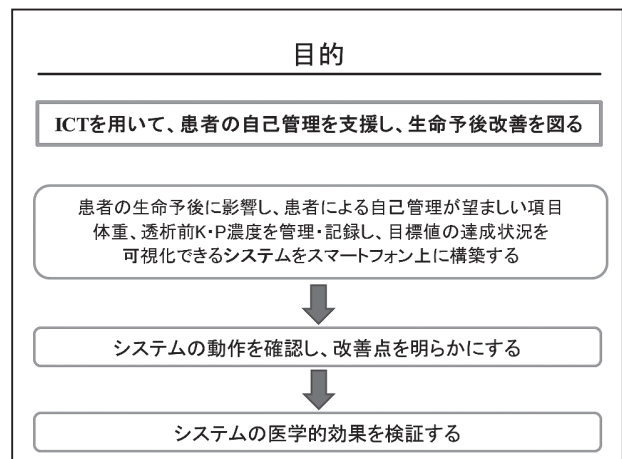 目的
ICTを用いて、患者の自己管理を支援し、生命予後改善を図る
患者の生命予後に影響し、患者による自己管理が望ましい項目
体重、透析前K・P濃度を管理・記録し、目標値の達成状況を
可視化できるシステムをスマートフォン上に構築する
システムの動作を確認し、改善点を明らかにする
システムの医学的効果を検証する